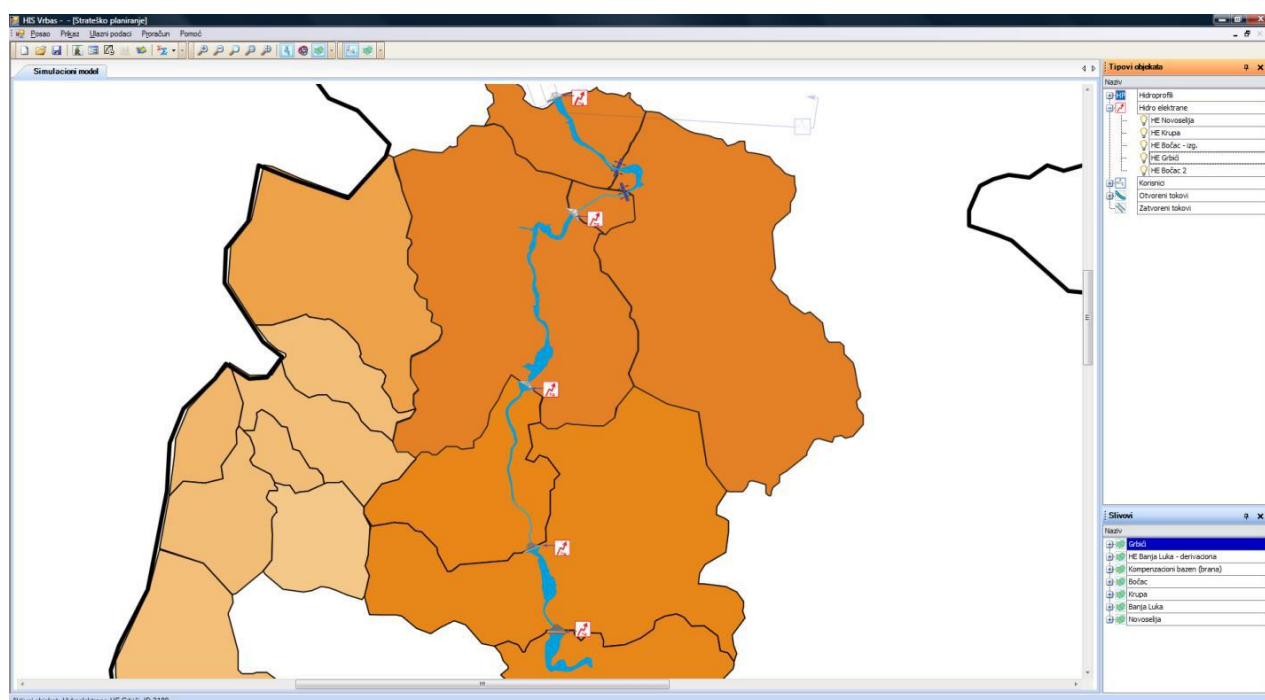 HIS Vrbas - - [Strateško planiranje]
Posao Prikaz Ulazni podaci Proračun Pomoć
Simulacioni model
Tipovi objekata
Naziv
HP Hidroprofili
Hidro elektrane
HE Novoselija
HE Krupa
HE Bočac - izg.
HE Grbići
HE Bočac 2
Korisnici
Otvoreni tokovi
Zatvoreni tokovi
Slivovi
Naziv
Grbići
HE Banja Luka - derivaciona
Kompenzacioni bazen (brana)
Bočac
Krupa
Banja Luka
Novoselija